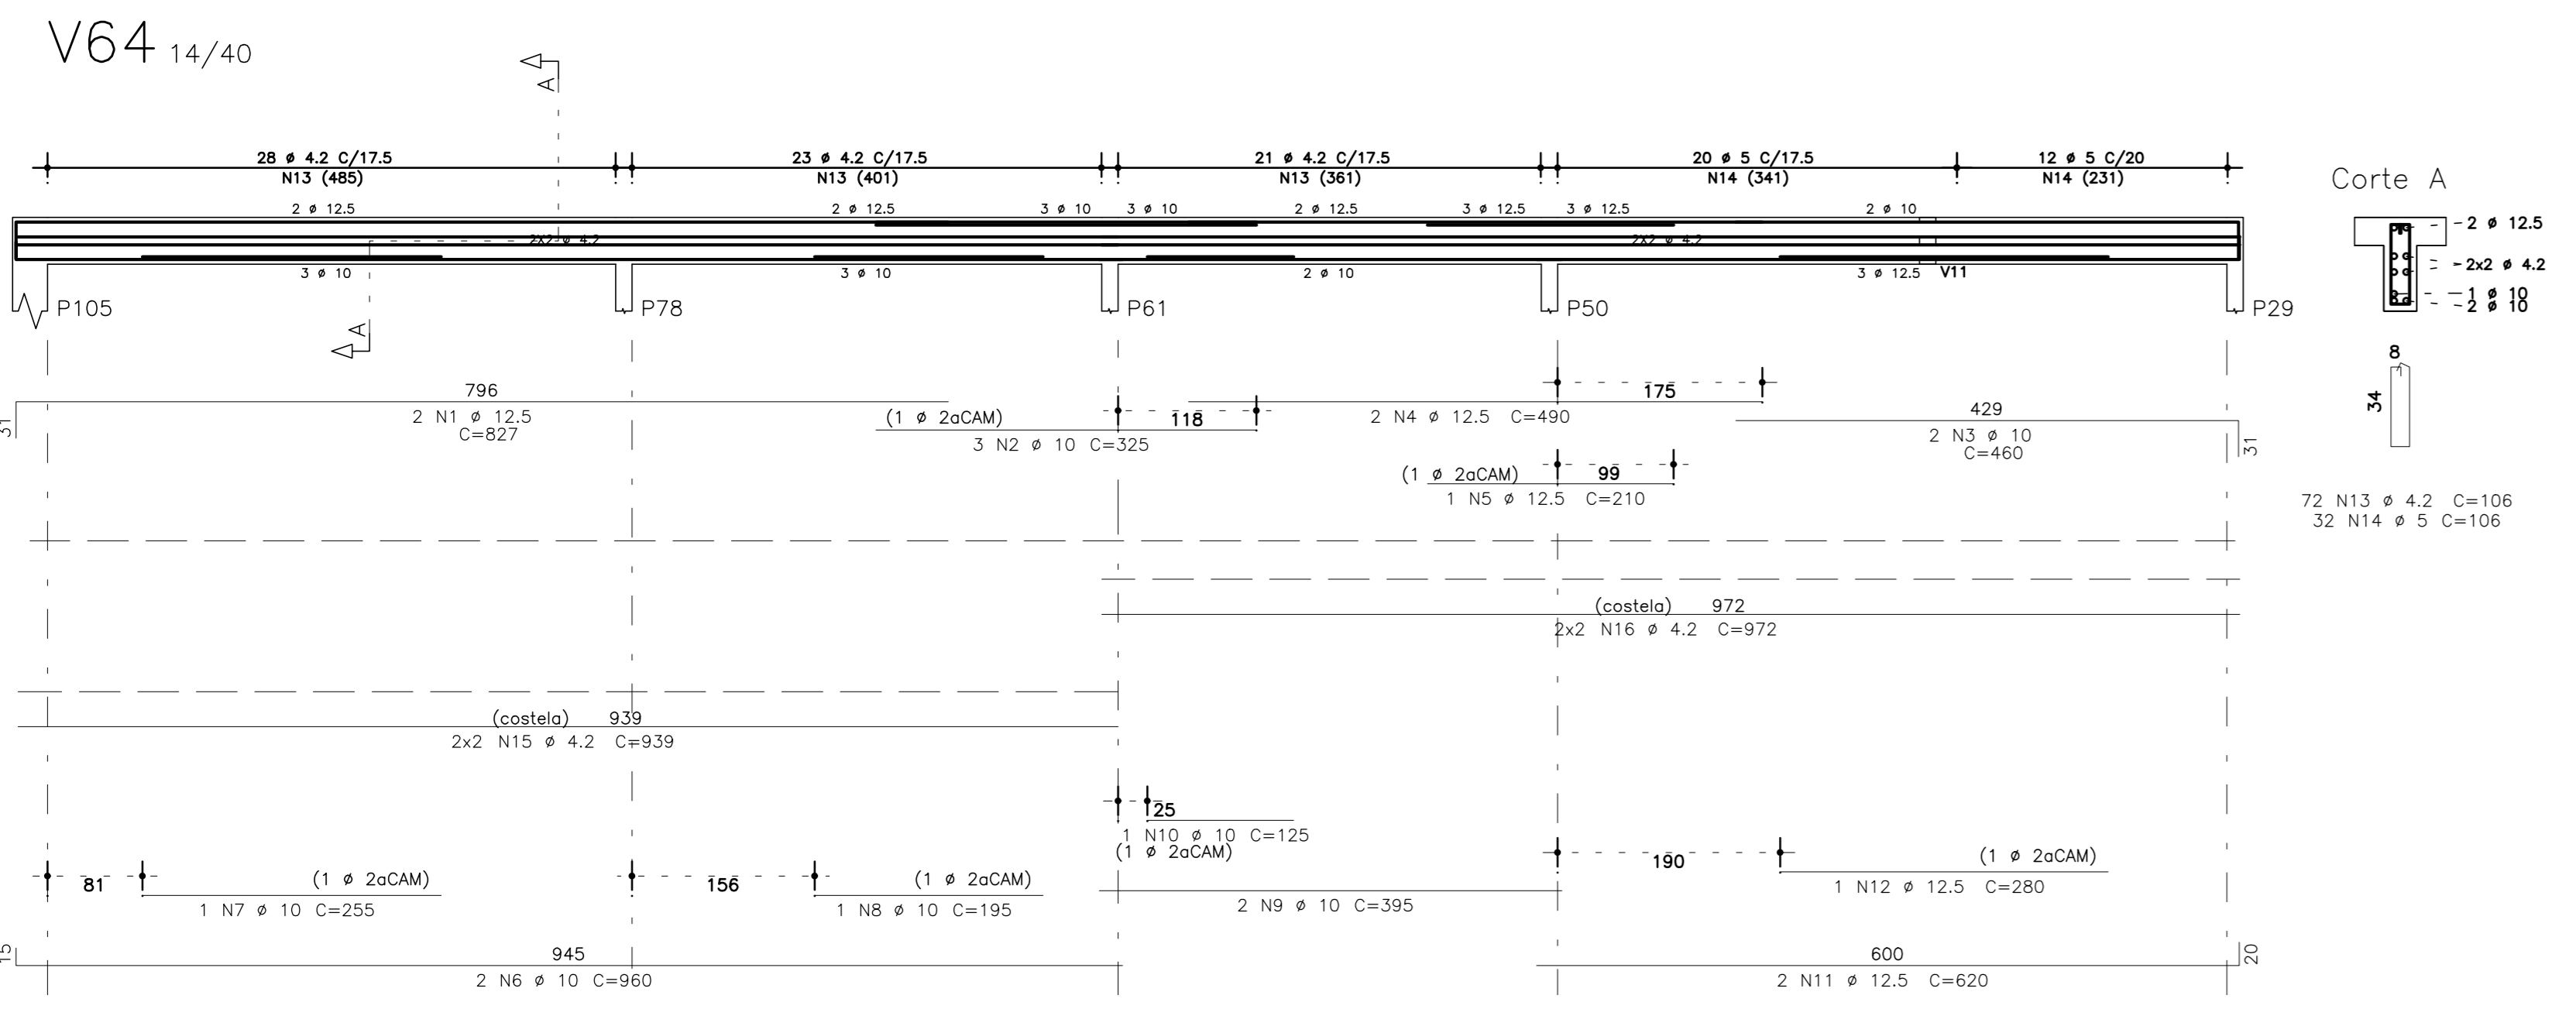 V64 14/40
A
28 ø 4.2 C/17.5 23 ø 4.2 C/17.5 21 ø 4.2 C/17.5 20 ø 5 C/17.5 12 ø 5 C/20
N13 (485) N13 (401) N13 (361) N14 (341) N14 (231)
Corte A
2 ø 12.5 2 ø 12.5 3 ø 10 3 ø 10 2 ø 12.5 3 ø 12.5 3 ø 12.5 2 ø 10
2 ø 12.5
2X2 ø 4.2 2X2 ø 4.2
2x2 ø 4.2
3 ø 10 3 ø 10 2 ø 10 3 ø 12.5 V11
1 ø 10
2 ø 10
P105 P78 P61 P50 P29
A
8
34
796
31
2 N1 ø 12.5
C=827
(1 ø 2aCAM) 118
3 N2 ø 10 C=325
175
2 N4 ø 12.5 C=490
429
31
2 N3 ø 10
C=460
(1 ø 2aCAM) 99
1 N5 ø 12.5 C=210
72 N13 ø 4.2 C=106
32 N14 ø 5 C=106
(costela) 972
2x2 N16 ø 4.2 C=972
(costela) 939
2x2 N15 ø 4.2 C=939
25
1 N10 ø 10 C=125
(1 ø 2aCAM)
81 (1 ø 2aCAM)
1 N7 ø 10 C=255
156 (1 ø 2aCAM)
1 N8 ø 10 C=195
190 (1 ø 2aCAM)
1 N12 ø 12.5 C=280
2 N9 ø 10 C=395
15
945
2 N6 ø 10 C=960
600
20
2 N11 ø 12.5 C=620